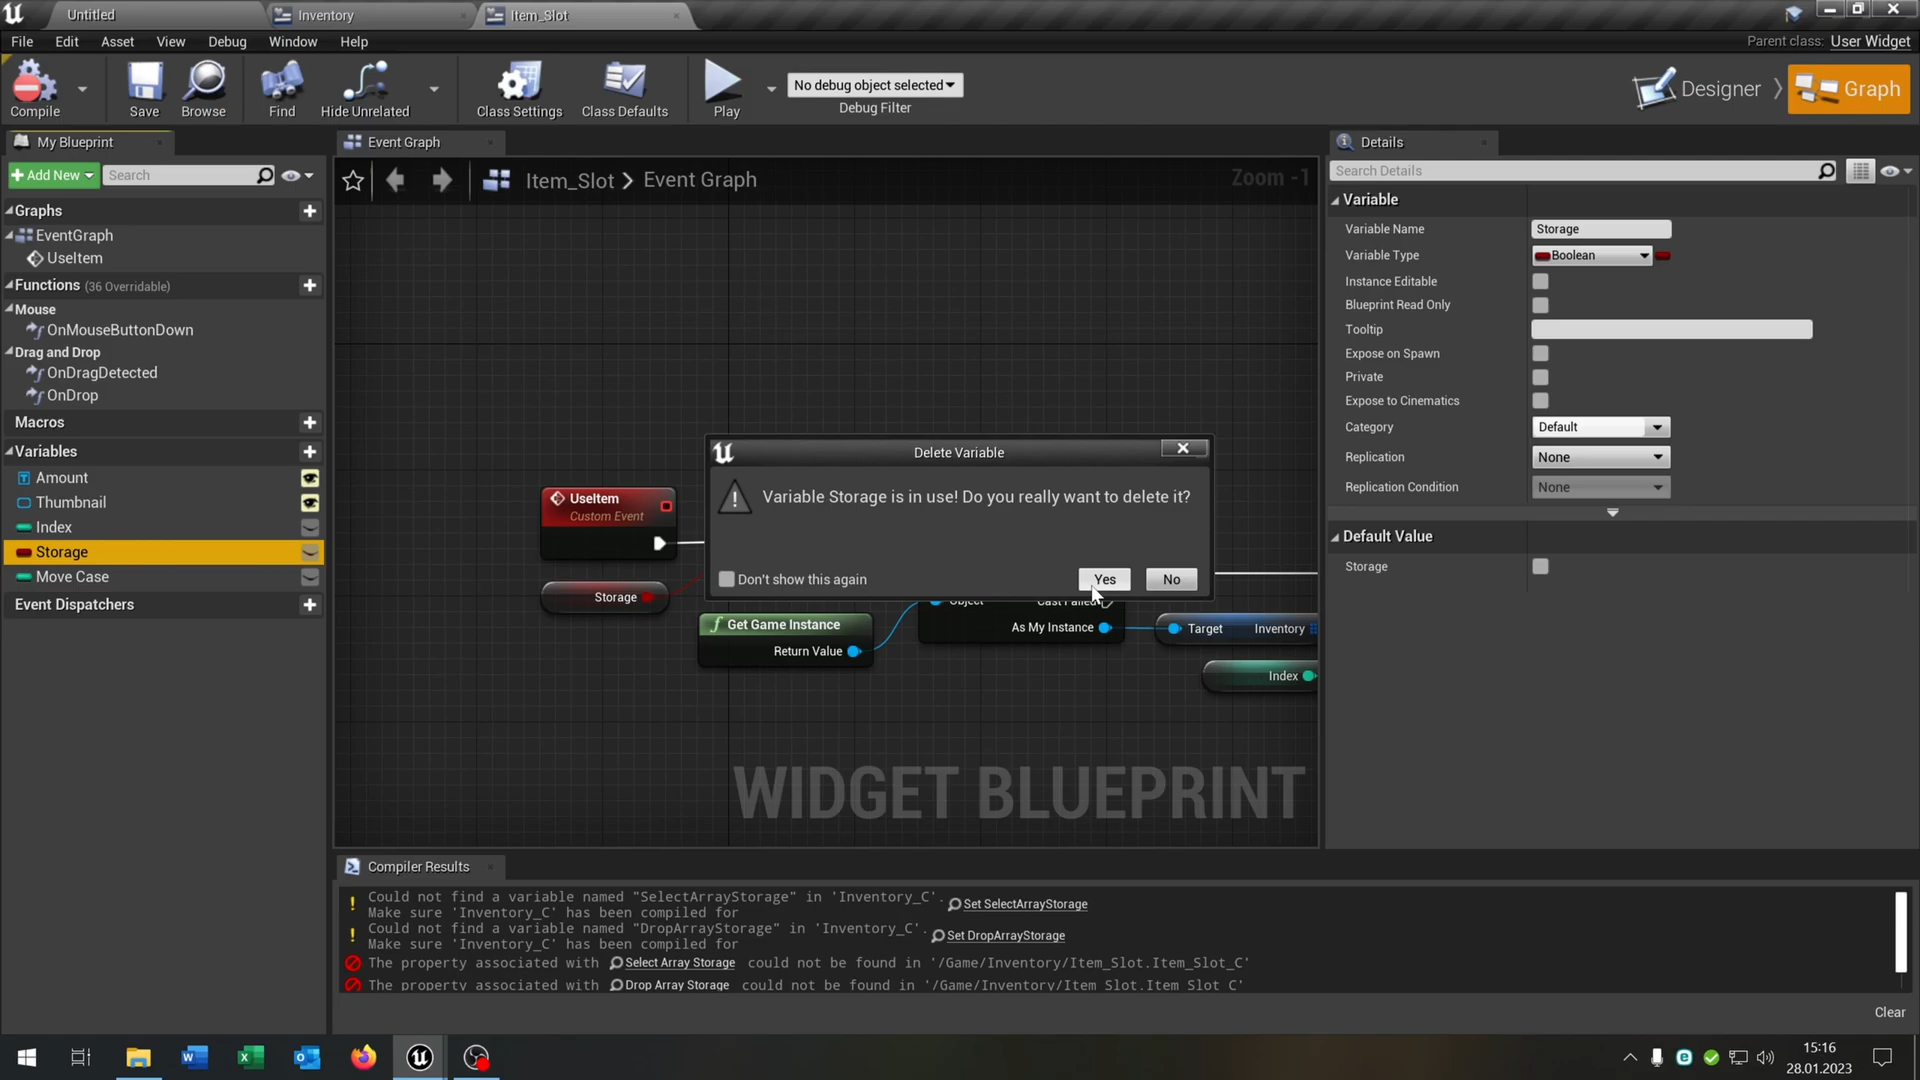 Untitled
Inventory
Item_Slot
File Edit Asset View Debug Window Help
Parent class: User Widget
Compile
Save
Browse
Find
Hide Unrelated
Class Settings
Class Defaults
Play
No debug object selected
Debug Filter
Designer
Graph
My Blueprint
Add New
Search
Graphs
EventGraph
UseItem
Functions (36 Overridable)
Mouse
OnMouseButtonDown
Drag and Drop
OnDragDetected
OnDrop
Macros
Variables
Amount
Thumbnail
Index
Storage
Move Case
Event Dispatchers
Event Graph
Item_Slot > Event Graph
Zoom -1
UseItem
Custom Event
Storage
Delete Variable
Variable Storage is in use! Do you really want to delete it?
Don't show this again
Yes
No
Object
Cast Failed
As My Instance
Get Game Instance
Return Value
Target
Inventory
Index
WIDGET BLUEPRINT
Details
Search Details
Variable
Variable Name Storage
Variable Type Boolean
Instance Editable
Blueprint Read Only
Tooltip
Expose on Spawn
Private
Expose to Cinematics
Category Default
Replication None
Replication Condition None
Default Value
Storage
Compiler Results
Could not find a variable named "SelectArrayStorage" in 'Inventory_C'.
Make sure 'Inventory_C' has been compiled for Set SelectArrayStorage
Could not find a variable named "DropArrayStorage" in 'Inventory_C'.
Make sure 'Inventory_C' has been compiled for Set DropArrayStorage
The property associated with Select Array Storage could not be found in '/Game/Inventory/Item_Slot.Item_Slot_C'
The property associated with Drop Array Storage could not be found in '/Game/Inventory/Item_Slot.Item_Slot_C'
Clear
15:16
28.01.2023